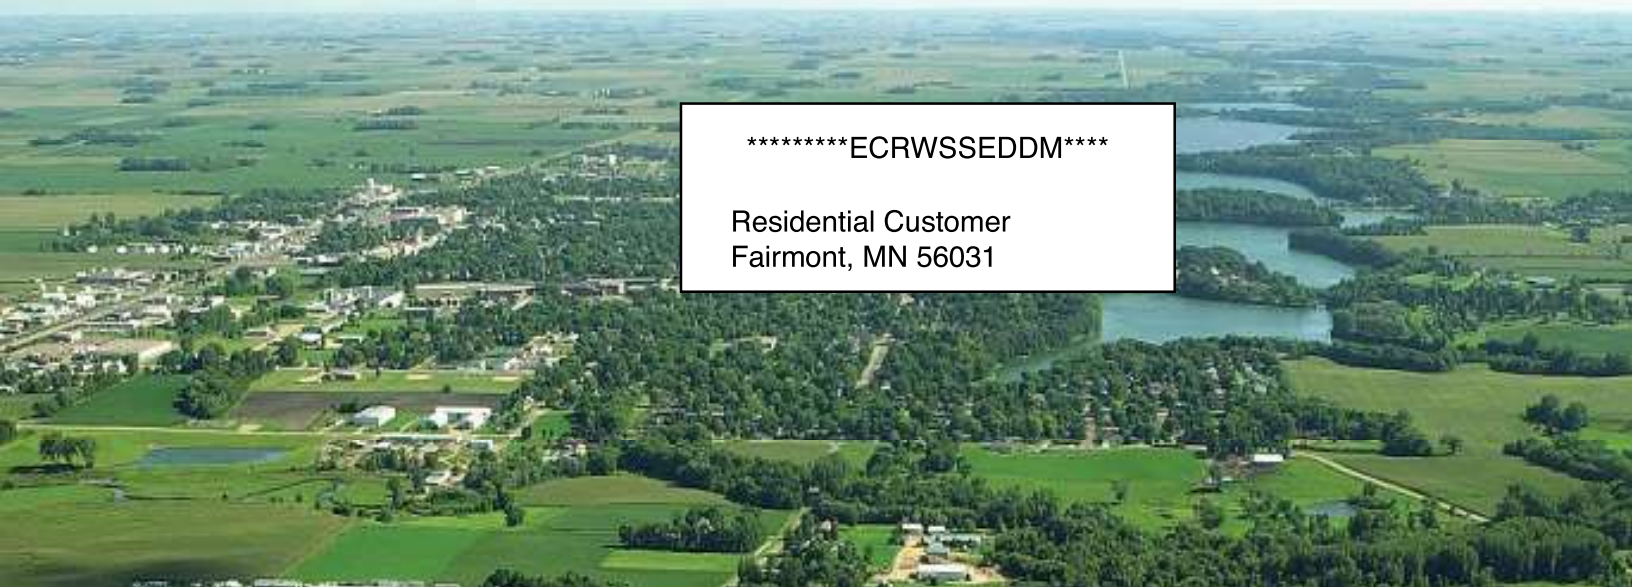 *********ECRWSSEDDM****
Residential Customer
Fairmont, MN 56031